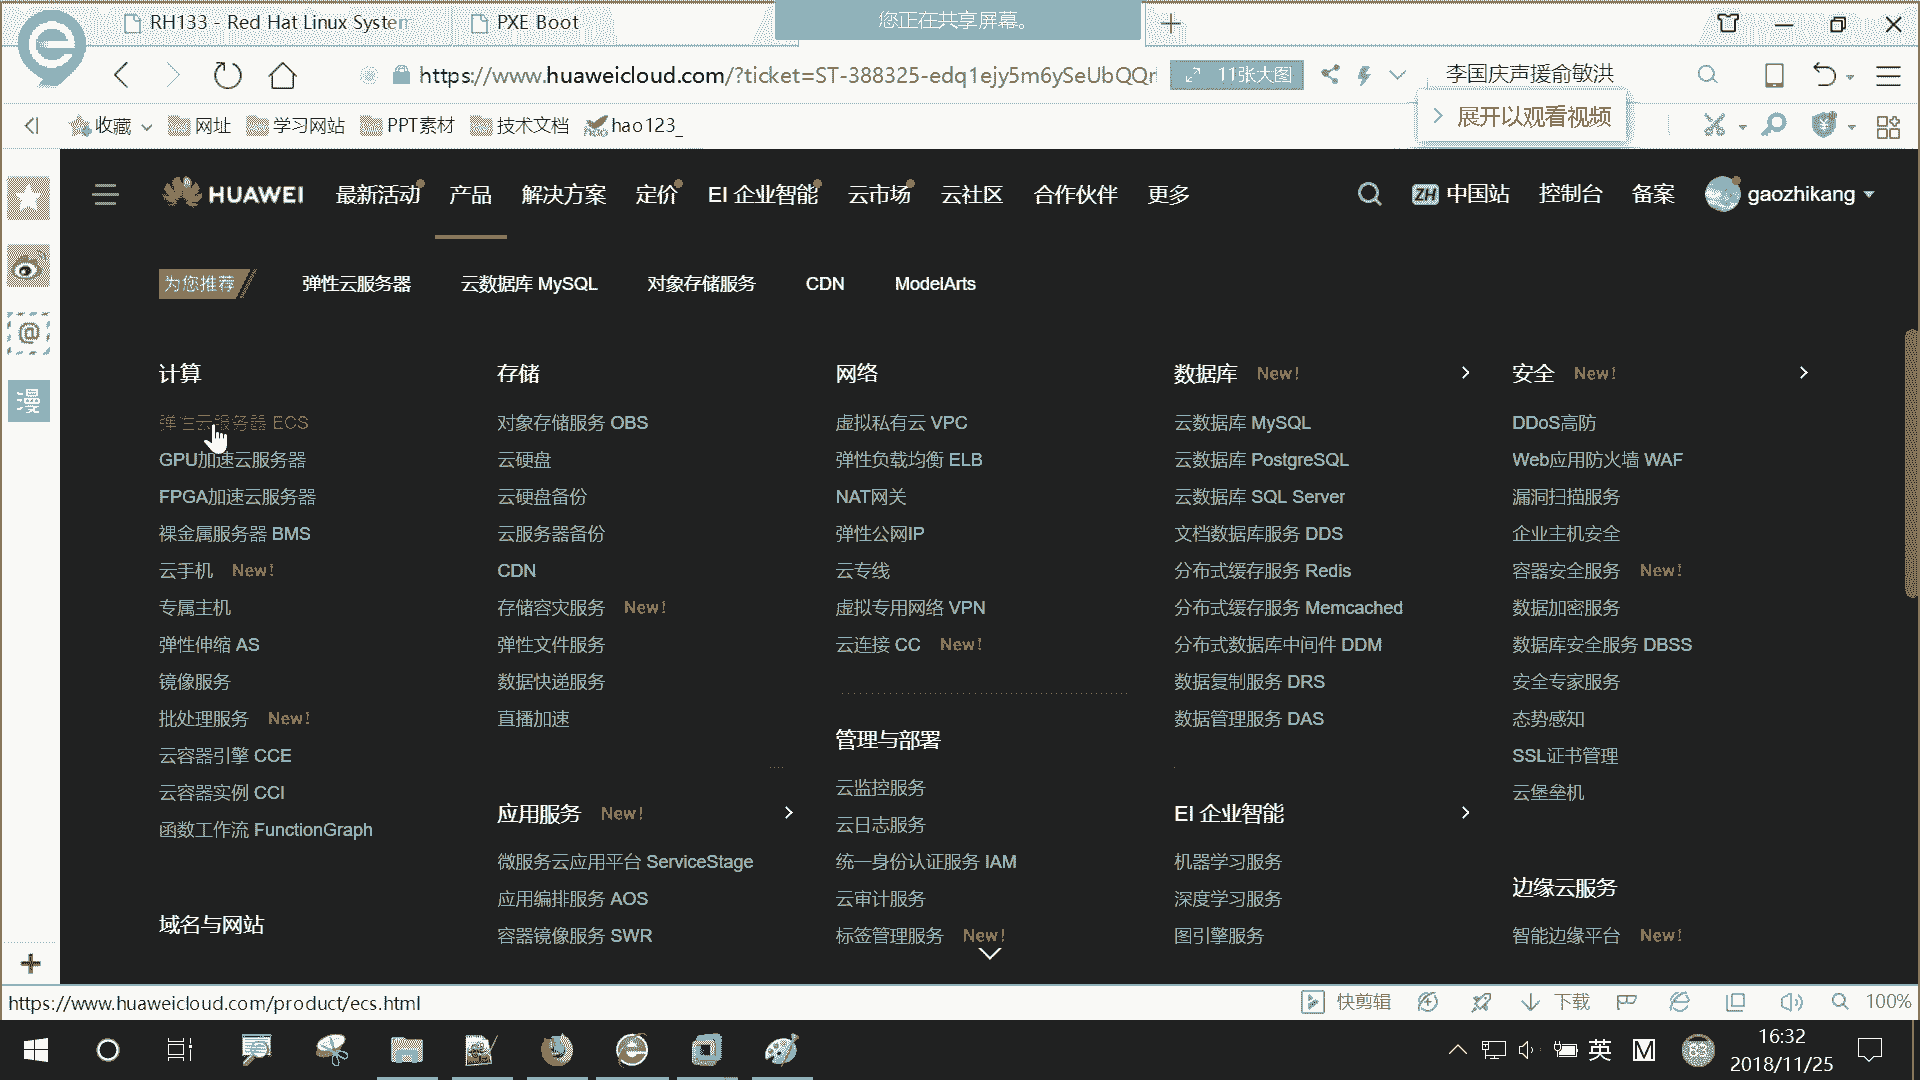 RH133 - Red Hat Linux System
PXE Boot
您正在共享屏幕。
https://www.huaweicloud.com/?ticket=ST-388325-edq1ejy5m6ySeUbQQr
11张大图
李国庆声援俞敏洪
收藏 网址 学习网站 PPT素材 技术文档 hao123_
展开以观看视频
HUAWEI 最新活动 产品 解决方案 定价 EI 企业智能 云市场 云社区 合作伙伴 更多
ZH 中国站 控制台 备案 gaozhikang
为您推荐 弹性云服务器 云数据库 MySQL 对象存储服务 CDN ModelArts
计算
弹性云服务器 ECS
GPU加速云服务器
FPGA加速云服务器
裸金属服务器 BMS
云手机 New!
专属主机
弹性伸缩 AS
镜像服务
批处理服务 New!
云容器引擎 CCE
云容器实例 CCI
函数工作流 FunctionGraph
域名与网站
存储
对象存储服务 OBS
云硬盘
云硬盘备份
云服务器备份
CDN
存储容灾服务 New!
弹性文件服务
数据快递服务
直播加速
应用服务 New!
微服务云应用平台 ServiceStage
应用编排服务 AOS
容器镜像服务 SWR
网络
虚拟私有云 VPC
弹性负载均衡 ELB
NAT网关
弹性公网IP
云专线
虚拟专用网络 VPN
云连接 CC New!
管理与部署
云监控服务
云日志服务
统一身份认证服务 IAM
云审计服务
标签管理服务 New!
数据库 New!
云数据库 MySQL
云数据库 PostgreSQL
云数据库 SQL Server
文档数据库服务 DDS
分布式缓存服务 Redis
分布式缓存服务 Memcached
分布式数据库中间件 DDM
数据复制服务 DRS
数据管理服务 DAS
EI 企业智能
机器学习服务
深度学习服务
图引擎服务
安全 New!
DDoS高防
Web应用防火墙 WAF
漏洞扫描服务
企业主机安全
容器安全服务 New!
数据加密服务
数据库安全服务 DBSS
安全专家服务
态势感知
SSL证书管理
云堡垒机
边缘云服务
智能边缘平台 New!
漫
https://www.huaweicloud.com/product/ecs.html
快剪辑 下载 100%
英 M
16:32
2018/11/25